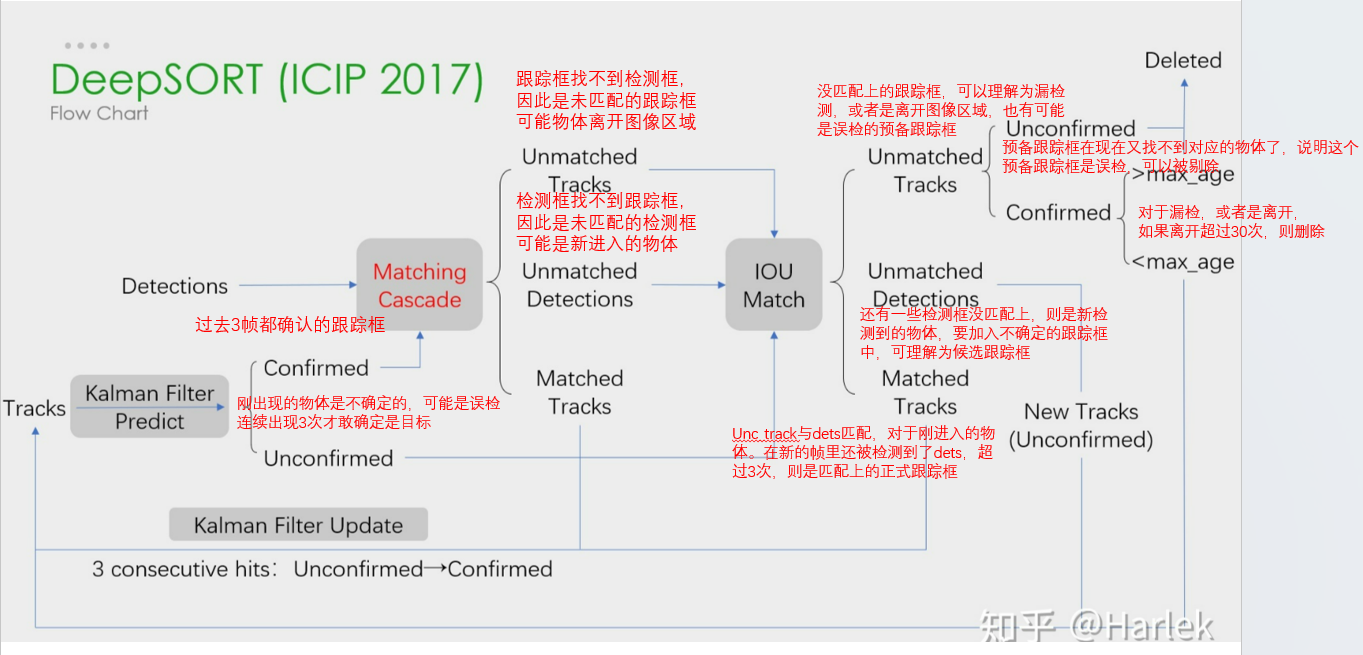 DeepSORT (ICIP 2017)
Flow Chart
跟踪框找不到检测框，
因此是未匹配的跟踪框
可能物体离开图像区域
Unmatched
Tracks
检测框找不到跟踪框，
因此是未匹配的检测框
可能是新进入的物体
Unmatched
Detections
Matched
Tracks
Detections
Matching
Cascade
过去3帧都确认的跟踪框
Confirmed
Tracks
Kalman Filter
Predict
刚出现的物体是不确定的，可能是误检
连续出现3次才敢确定是目标
Unconfirmed
IOU
Match
没匹配上的跟踪框，可以理解为漏检
测，或者是离开图像区域，也有可能
是误检的预备跟踪框
Unmatched
Tracks
Deleted
Unconfirmed
预备跟踪框在现在又找不到对应的物体了，说明这个
预备跟踪框是误检，可以被剔除
>max_age
Confirmed
对于漏检，或者是离开，
如果离开超过30次，则删除
<max_age
Unmatched
Detections
还有一些检测框没匹配上，则是新检
测到的物体，要加入不确定的跟踪框
中，可理解为候选跟踪框
Matched
Tracks
New Tracks
(Unconfirmed)
Unc track与dets匹配，对于刚进入的物
体。在新的帧里还被检测到了dets，超
过3次，则是匹配上的正式跟踪框
Kalman Filter Update
3 consecutive hits：Unconfirmed→Confirmed
知乎 @Harlek